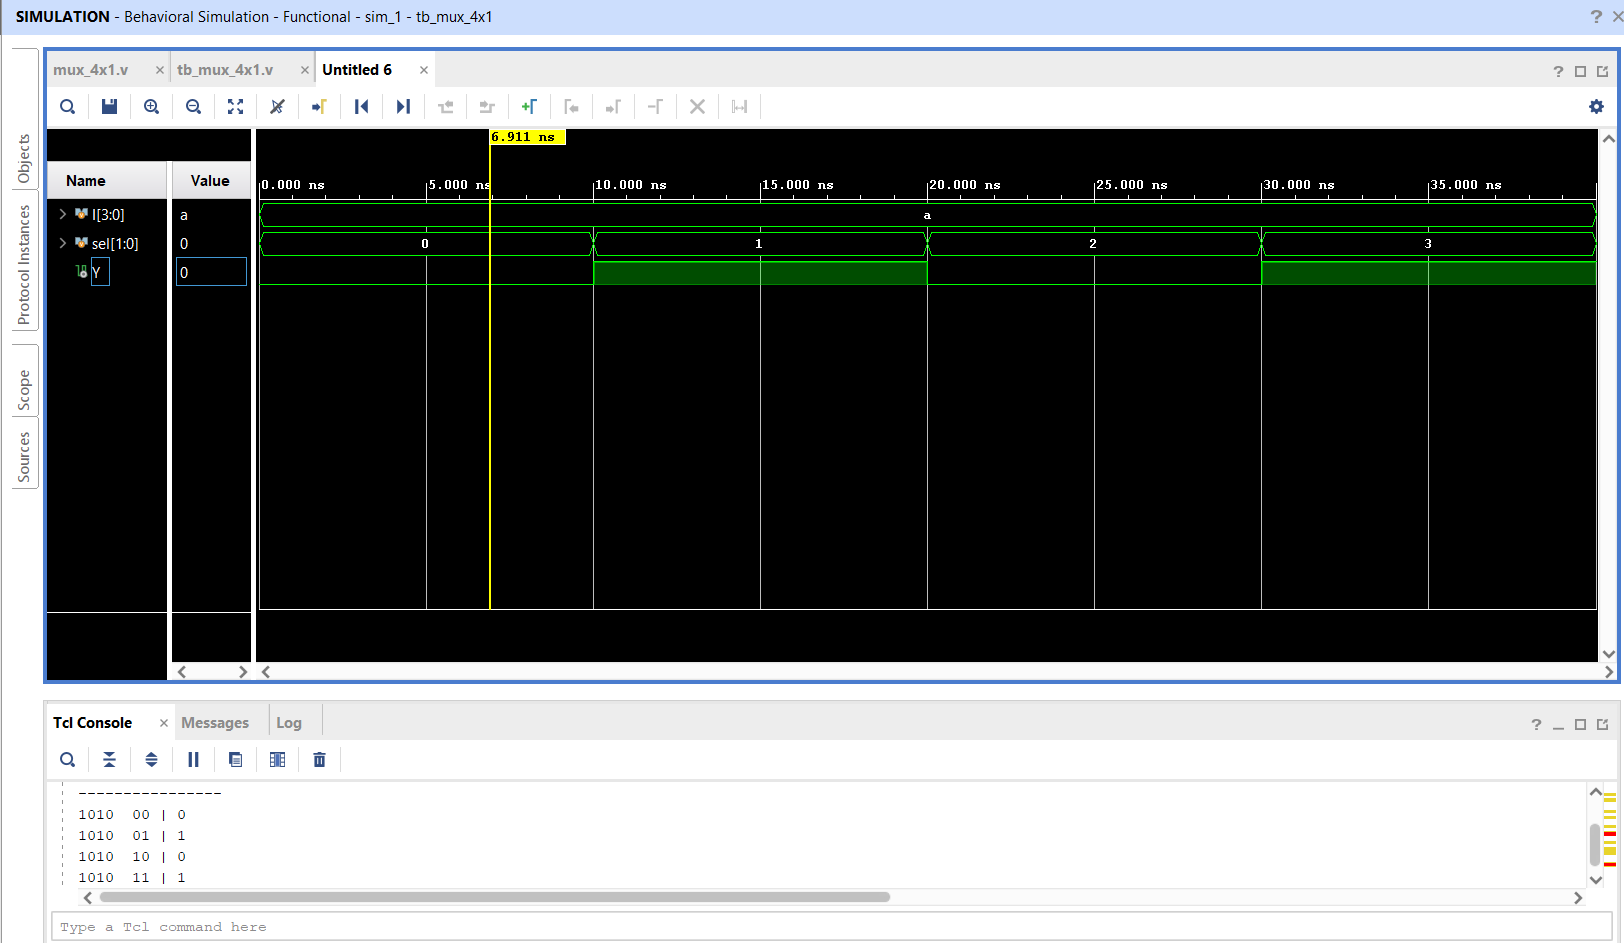 SIMULATION - Behavioral Simulation - Functional - sim_1 - tb_mux_4x1
mux_4x1.v
tb_mux_4x1.v
Untitled 6
Objects
Protocol Instances
Scope
Sources
6.911 ns
Name Value
0.000 ns 5.000 ns 10.000 ns 15.000 ns 20.000 ns 25.000 ns 30.000 ns 35.000 ns
I[3:0] a a
sel[1:0] 0 0 1 2 3
Y 0
Tcl Console Messages Log
----------------
1010  00 | 0
1010  01 | 1
1010  10 | 0
1010  11 | 1
Type a Tcl command here